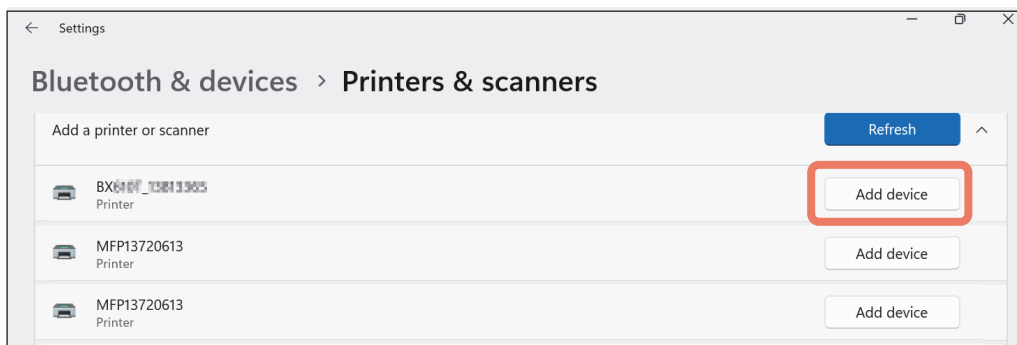 Settings
Bluetooth & devices > Printers & scanners
Add a printer or scanner Refresh
BX
Printer
Add device
MFP13720613
Printer
Add device
MFP13720613
Printer
Add device